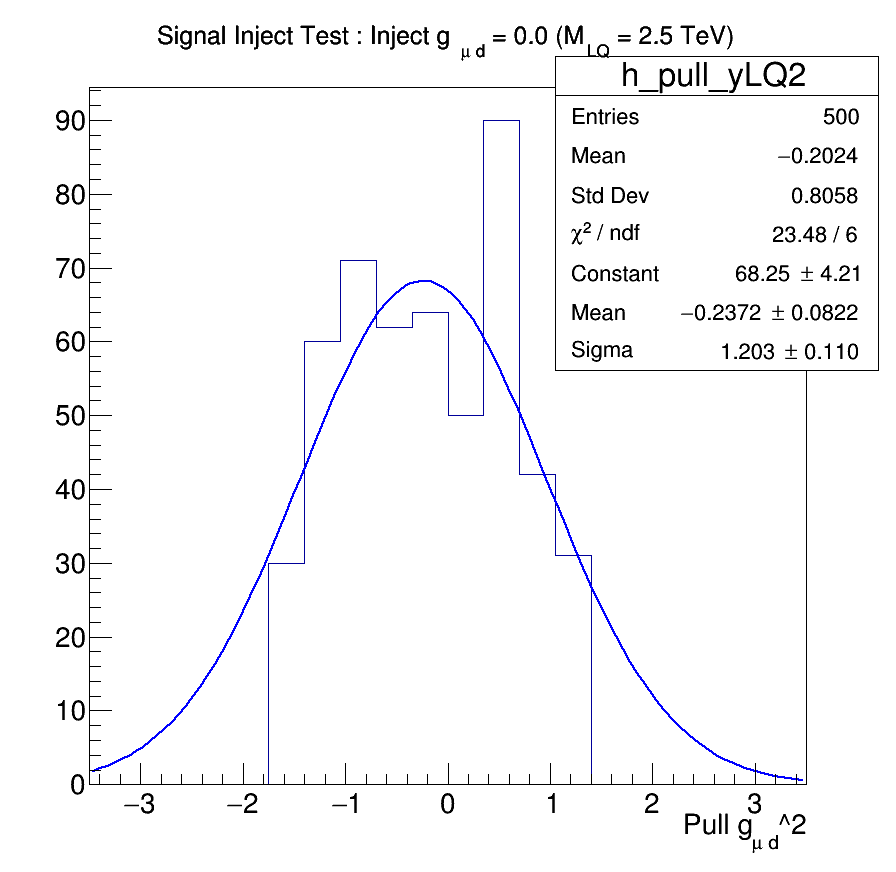 Signal Inject Test : Inject g μ d = 0.0 (M LQ = 2.5 TeV)
h_pull_yLQ2
Entries 500
Mean −0.2024
Std Dev 0.8058
χ² / ndf 23.48 / 6
Constant 68.25 ± 4.21
Mean −0.2372 ± 0.0822
Sigma 1.203 ± 0.110
90
80
70
60
50
40
30
20
10
0
−3 −2 −1 0 1 2 3
Pull g μ d ^2